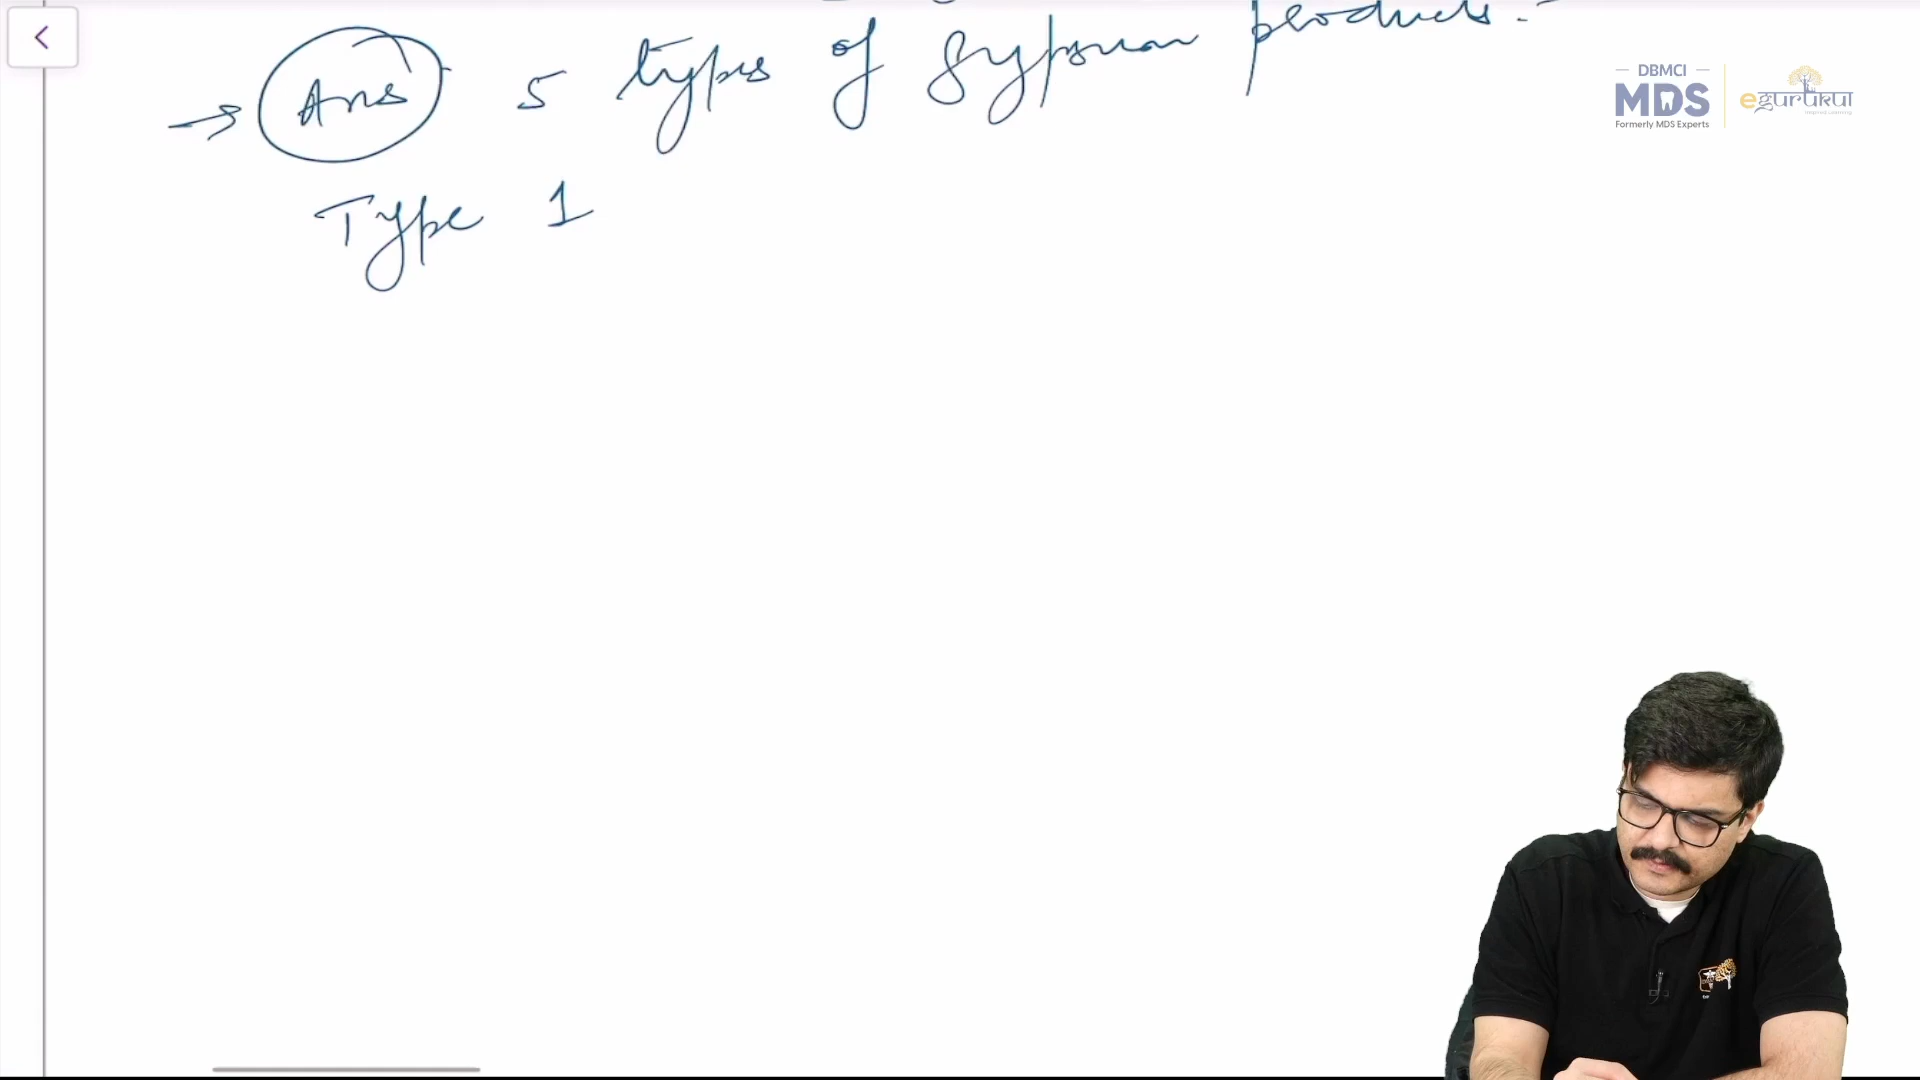 → Ans 5 types of gypsum products.
Type 1
DBMCI
MDS
Formerly MDS Experts
egurukul